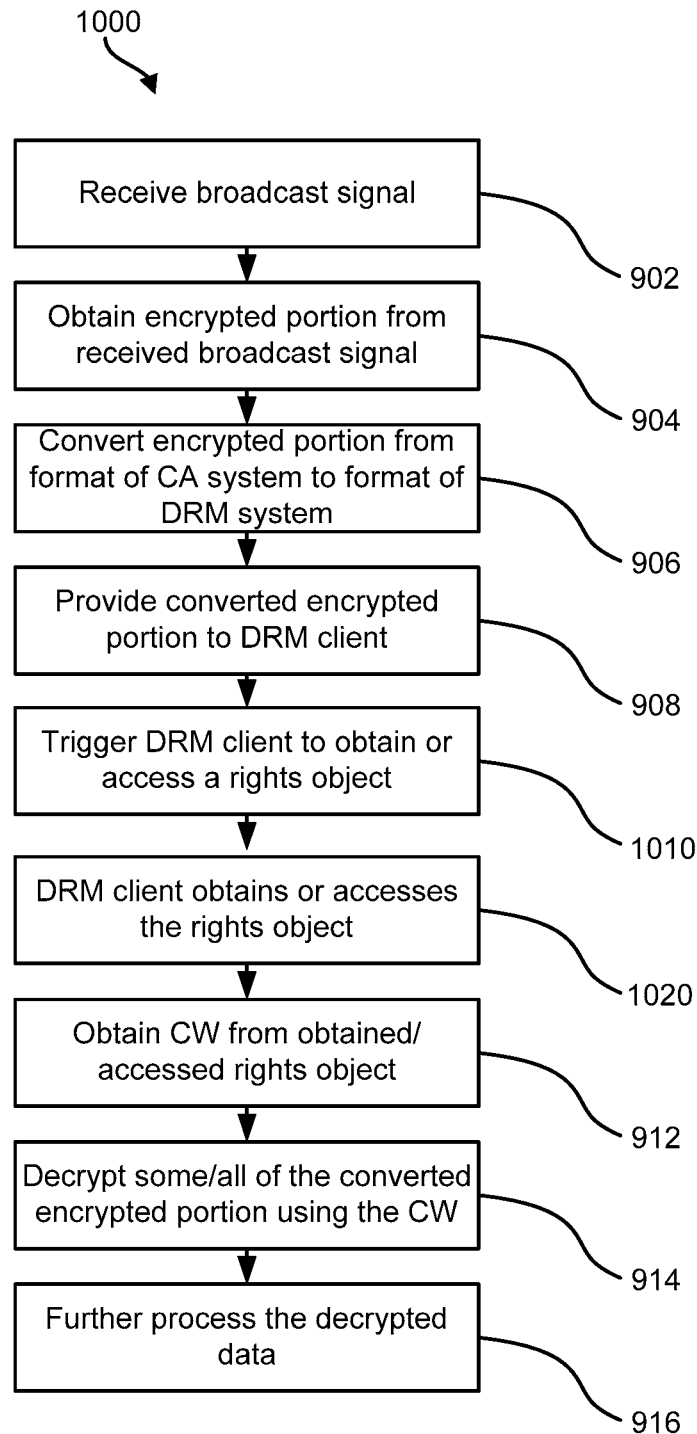 1000
Receive broadcast signal
902
Obtain encrypted portion from
received broadcast signal
904
Convert encrypted portion from
format of CA system to format of
DRM system
906
Provide converted encrypted
portion to DRM client
908
Trigger DRM client to obtain or
access a rights object
1010
DRM client obtains or accesses
the rights object
1020
Obtain CW from obtained/
accessed rights object
912
Decrypt some/all of the converted
encrypted portion using the CW
914
Further process the decrypted
data
916